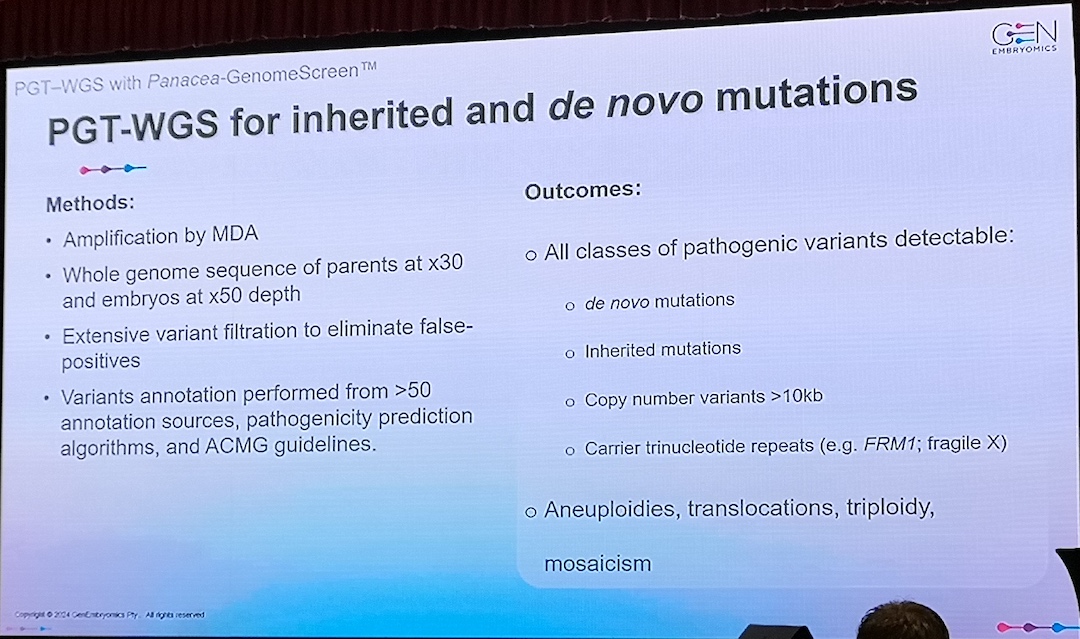 GEN
EMBRYOMICS
PGT–WGS with Panacea-GenomeScreen™
PGT-WGS for inherited and de novo mutations
Methods:
• Amplification by MDA
• Whole genome sequence of parents at x30
and embryos at x50 depth
• Extensive variant filtration to eliminate false-
positives
• Variants annotation performed from >50
annotation sources, pathogenicity prediction
algorithms, and ACMG guidelines.
Outcomes:
o All classes of pathogenic variants detectable:
o de novo mutations
o Inherited mutations
o Copy number variants >10kb
o Carrier trinucleotide repeats (e.g. FRM1; fragile X)
o Aneuploidies, translocations, triploidy,
mosaicism
Copyright © 2024 GenEmbryomics Pty. All rights reserved